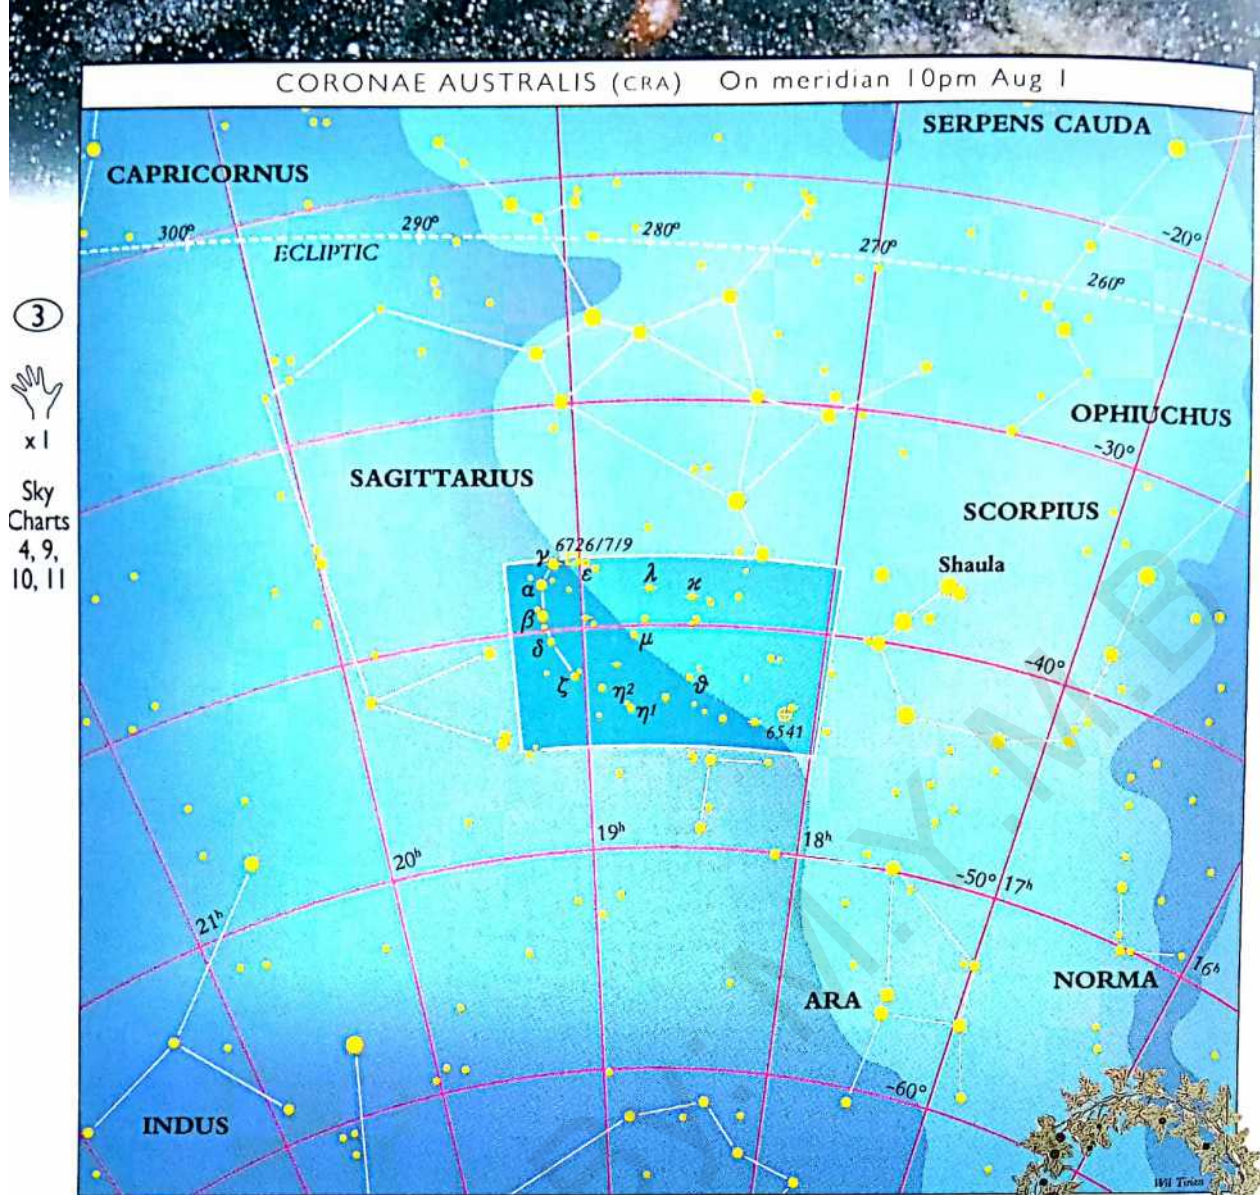 CORONAE AUSTRALIS (CRA) On meridian 10pm Aug 1
SERPENS CAUDA
CAPRICORNUS
300° 290° 280° 270° 260°
ECLIPTIC
-20°
3
x 1
Sky
Charts
4, 9,
10, 11
OPHIUCHUS
-30°
SAGITTARIUS
SCORPIUS
Shaula
γ 6726/7/9
ε λ ϰ
α
β
δ μ
-40°
ζ η² ϑ
η¹
6541
19ʰ 18ʰ
20ʰ -50° 17ʰ
21ʰ
16ʰ
NORMA
ARA
-60°
INDUS
Wil Tirion
M.Y.M.B